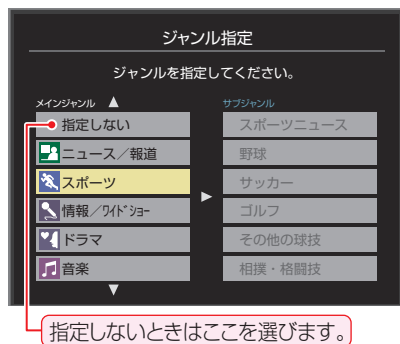 ジャンル指定
ジャンルを指定してください。
メインジャンル
指定しない
ニュース／報道
スポーツ
情報／ﾜｲﾄﾞｼｮｰ
ドラマ
音楽
サブジャンル
スポーツニュース
野球
サッカー
ゴルフ
その他の球技
相撲・格闘技
指定しないときはここを選びます。